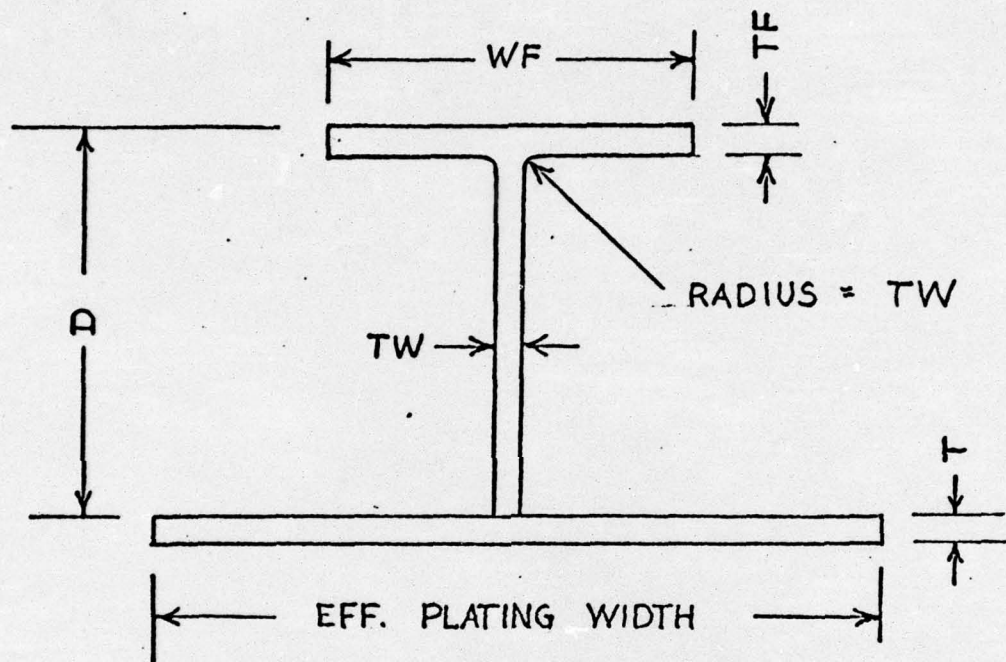 WF
TF
D
RADIUS = TW
TW
T
EFF. PLATING WIDTH